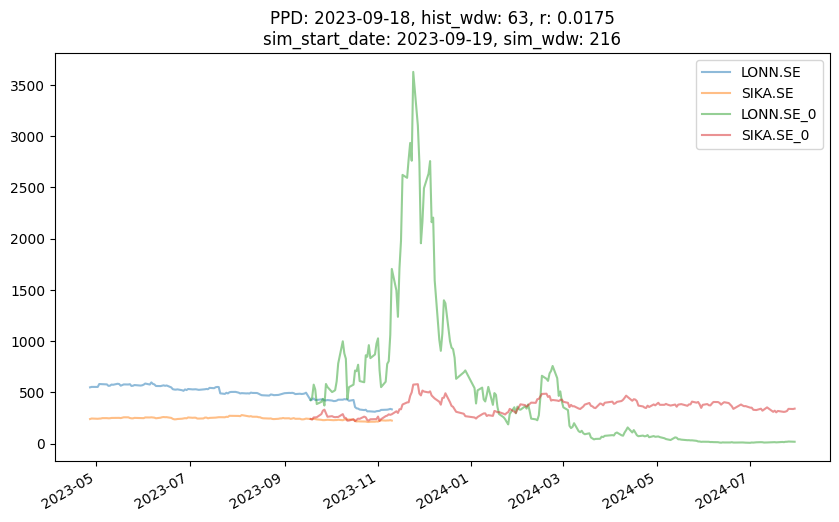 PPD: 2023-09-18, hist_wdw: 63, r: 0.0175
sim_start_date: 2023-09-19, sim_wdw: 216
LONN.SE
SIKA.SE
LONN.SE_0
SIKA.SE_0
3500
3000
2500
2000
1500
1000
500
0
2023-05
2023-07
2023-09
2023-11
2024-01
2024-03
2024-05
2024-07